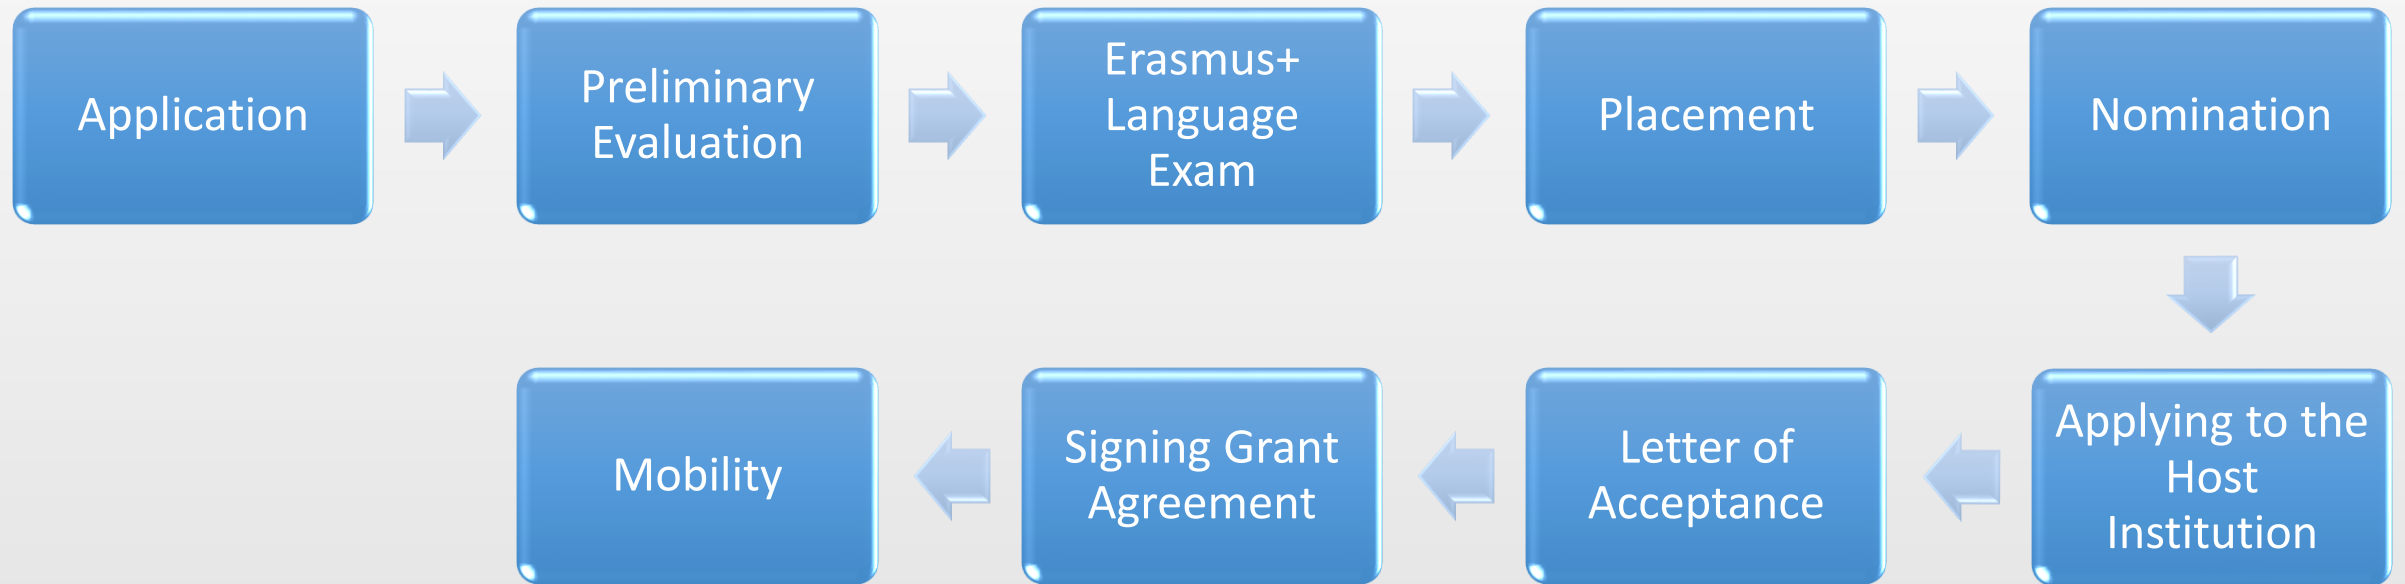 Application
Preliminary
Evaluation
Erasmus+
Language
Exam
Placement
Nomination
Applying to the
Host
Institution
Letter of
Acceptance
Signing Grant
Agreement
Mobility